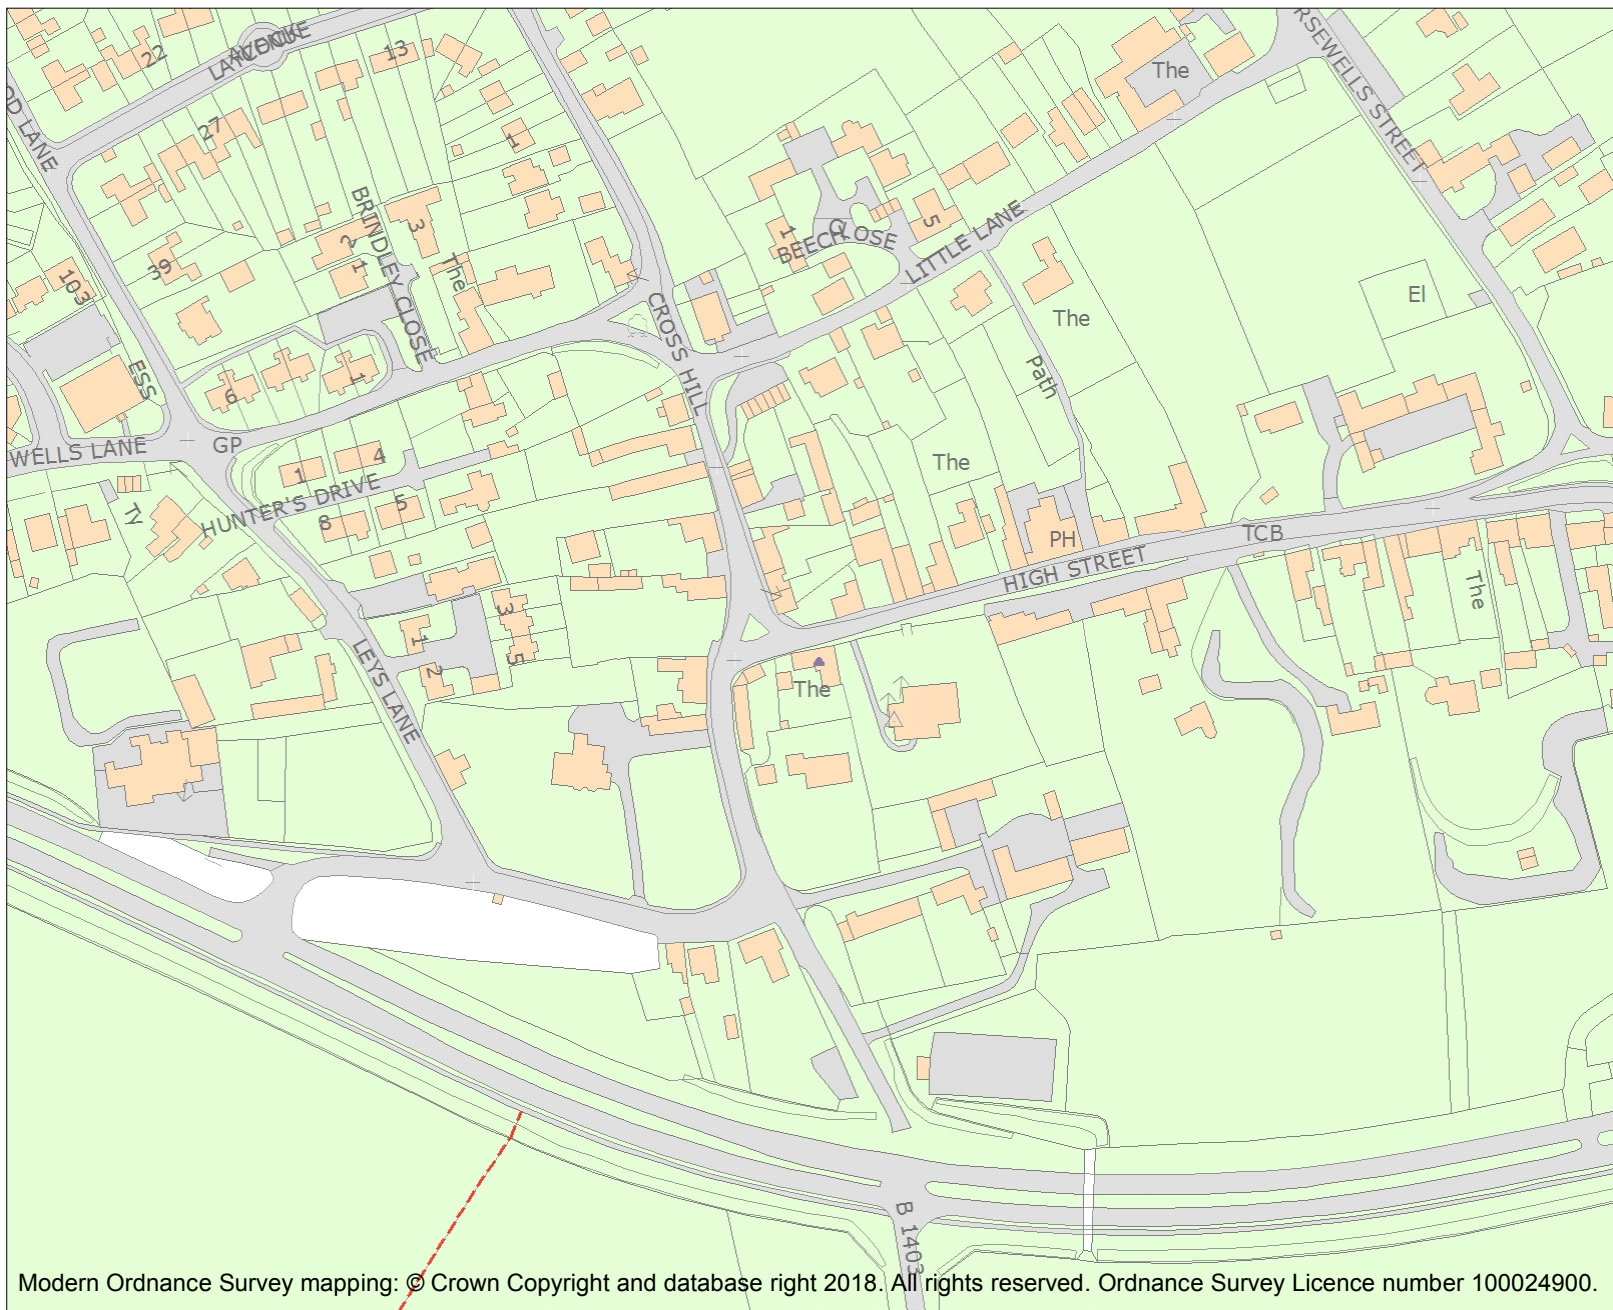 LAYCOCK
AVENUE
22
13
27
OD LANE
BRINDLEY CLOSE
3
2
1
The
1
39
103
ESS
6
1
WELLS LANE
GP
1
4
HUNTER'S DRIVE
8
5
TY
LEYS LANE
1
2
3
5
CROSS HILL
BEECH
CLOSE
1
5
LITTLE LANE
The
RSEWELLS STREET
The
Path
El
The
PH
HIGH STREET
TCB
The
The
B 1403
Modern Ordnance Survey mapping: © Crown Copyright and database right 2018. All rights reserved. Ordnance Survey Licence number 100024900.